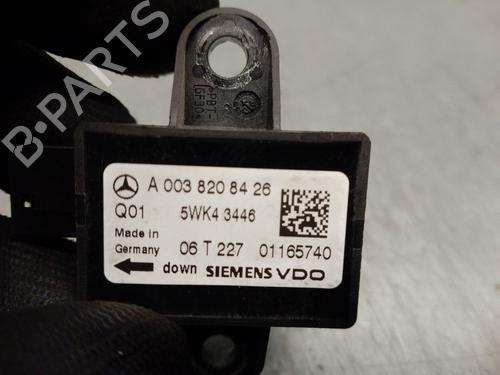 >PBT-
GF30<
A 003 820 84 26
Q01 5WK4 3446
Made in
Germany 06 T 227 01165740
down SIEMENS VDO
B-PARTS